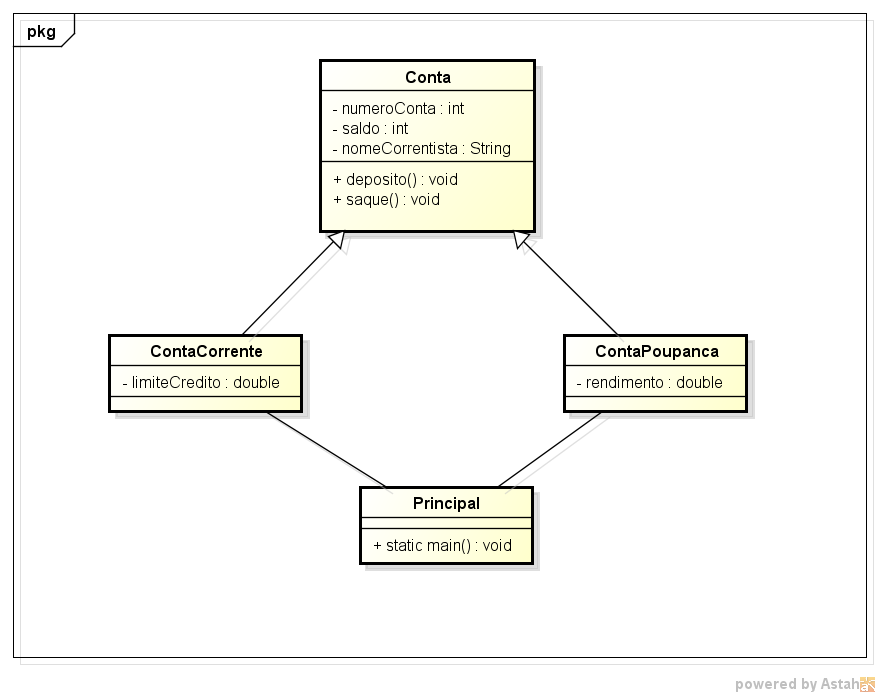 pkg
Conta
- numeroConta : int
- saldo : int
- nomeCorrentista : String
+ deposito() : void
+ saque() : void
ContaCorrente
- limiteCredito : double
ContaPoupanca
- rendimento : double
Principal
+ static main() : void
powered by Astah